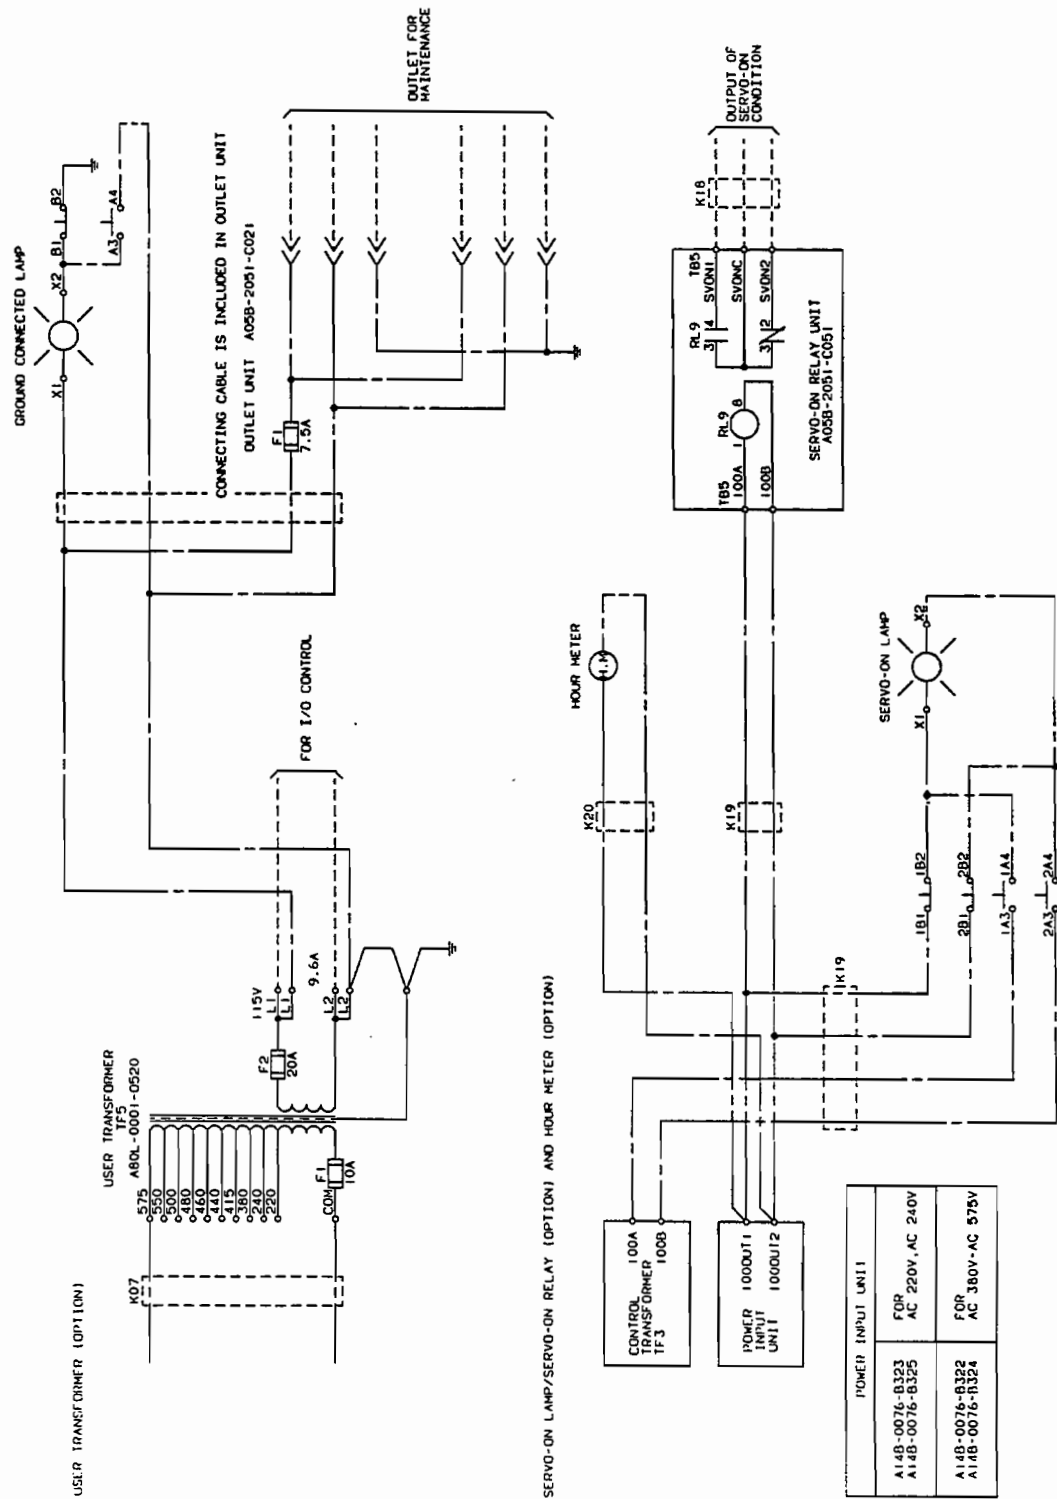 USER TRANSFORMER (OPTION)
USER TRANSFORMER
TF5
A80L-0001-0520
K07
575
550
500
480
460
440
415
380
240
220
COM
F1
10A
F2
20A
115V
L1
L1
9.6A
L2
L2
FOR I/O CONTROL
GROUND CONNECTED LAMP
X1
X2
B1
B2
A3
A4
CONNECTING CABLE IS INCLUDED IN OUTLET UNIT
OUTLET UNIT A05B-2051-C021
F1
7.5A
OUTLET FOR
MAINTENANCE
SERVO-ON LAMP/SERVO-ON RELAY (OPTION) AND HOUR METER (OPTION)
CONTROL
TRANSFORMER
TF3
100A
100B
POWER
INPUT
UNIT
100OUT1
100OUT2
HOUR METER
H.M
K20
K19
K19
TB5
100A
100B
RL9
1
8
RL9
3
4
3
2
TB5
SVON1
SVONC
SVON2
SERVO-ON RELAY UNIT
A05B-2051-C051
K18
OUTPUT OF
SERVO-ON
CONDITION
SERVO-ON LAMP
X1
X2
1B1
1B2
2B1
2B2
1A3
1A4
2A3
2A4
POWER INPUT UNIT
A14B-0076-B323
A14B-0076-B325
FOR
AC 220V, AC 240V
A14B-0076-B322
A14B-0076-B324
FOR
AC 380V-AC 575V